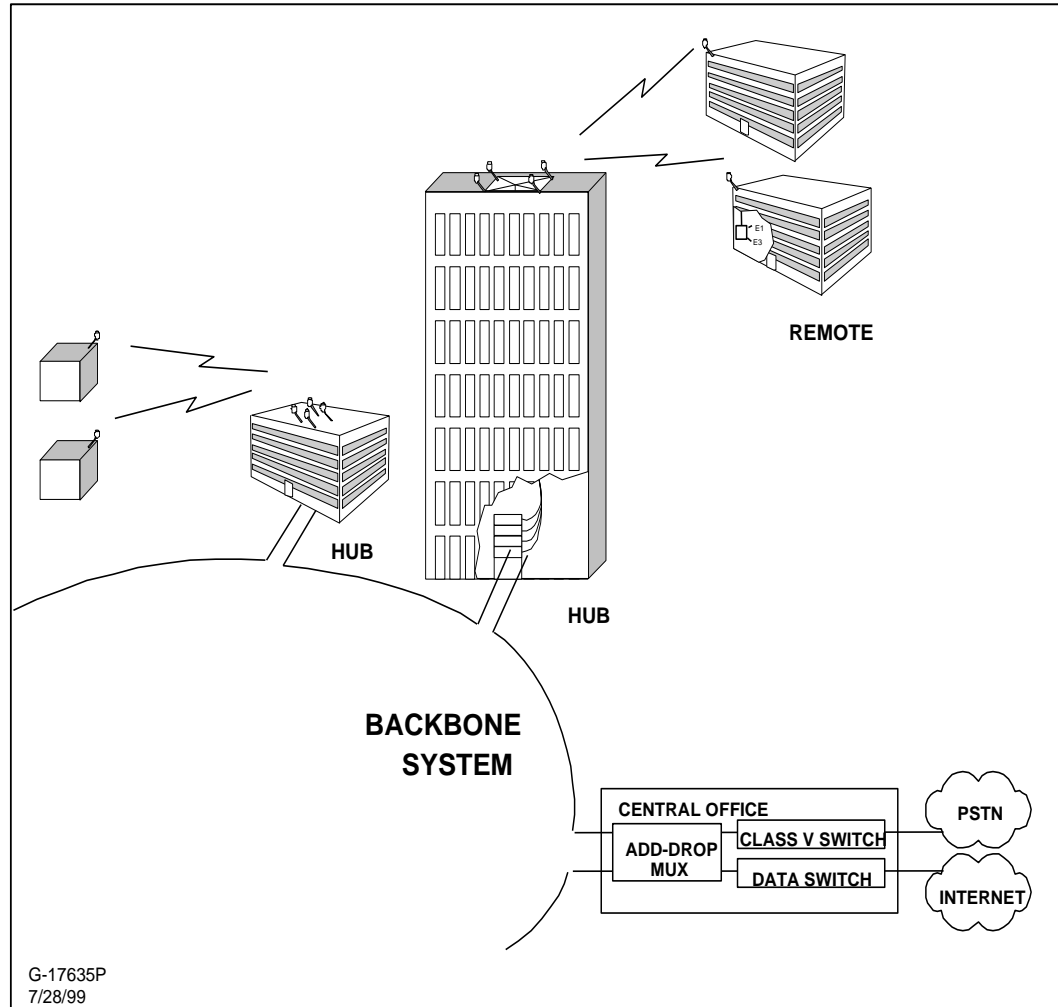 E1
E3
REMOTE
HUB
HUB
BACKBONE
SYSTEM
CENTRAL OFFICE
ADD-DROP
MUX
CLASS V SWITCH
DATA SWITCH
PSTN
INTERNET
G-17635P
7/28/99